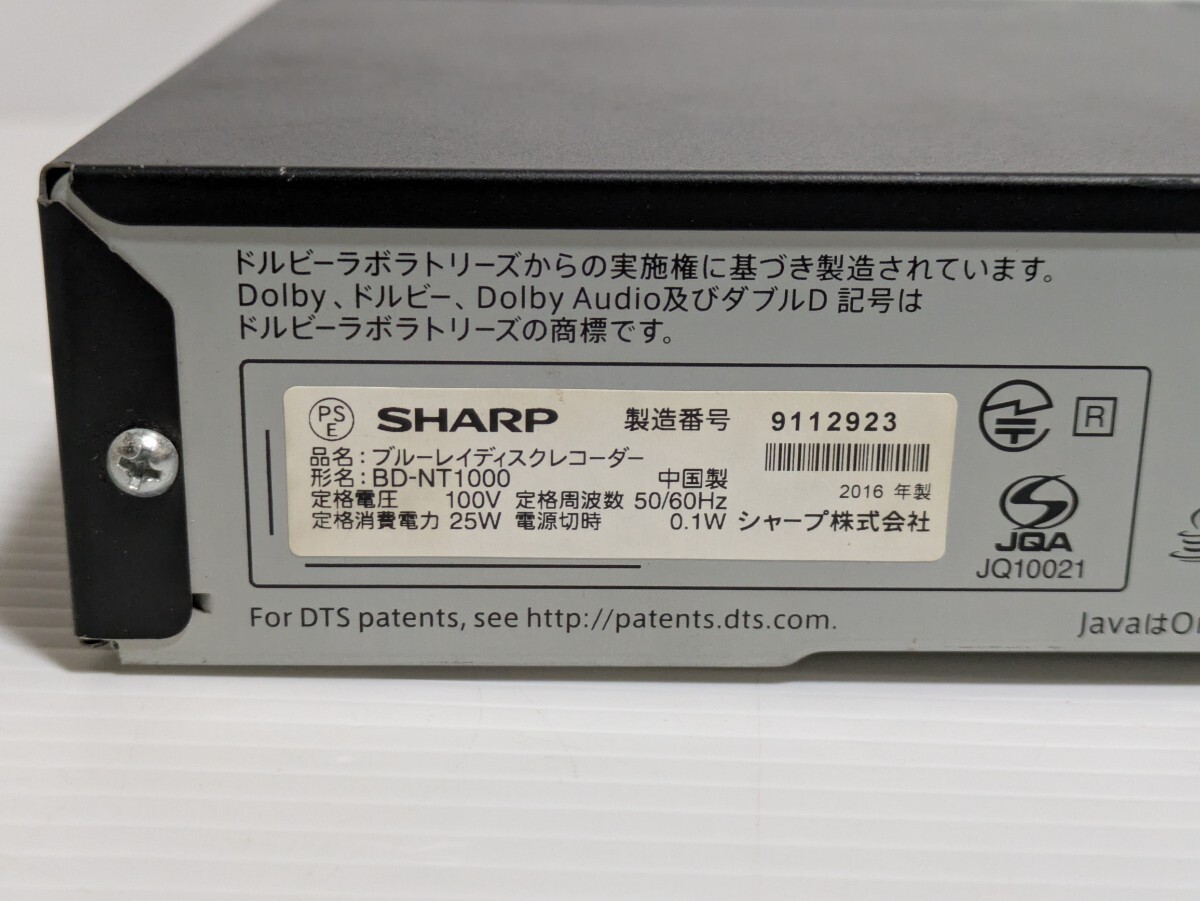 ドルビーラボラトリーズからの実施権に基づき製造されています。
Dolby、ドルビー、Dolby Audio及びダブルD 記号は
ドルビーラボラトリーズの商標です。
PS
E
SHARP 製造番号 9112923
品名:ブルーレイディスクレコーダー
形名:BD-NT1000 中国製
2016 年製
定格電圧 100V 定格周波数 50/60Hz
定格消費電力 25W 電源切時 0.1W シャープ株式会社
R
JQA
JQ10021
For DTS patents, see http://patents.dts.com.
JavaはOr